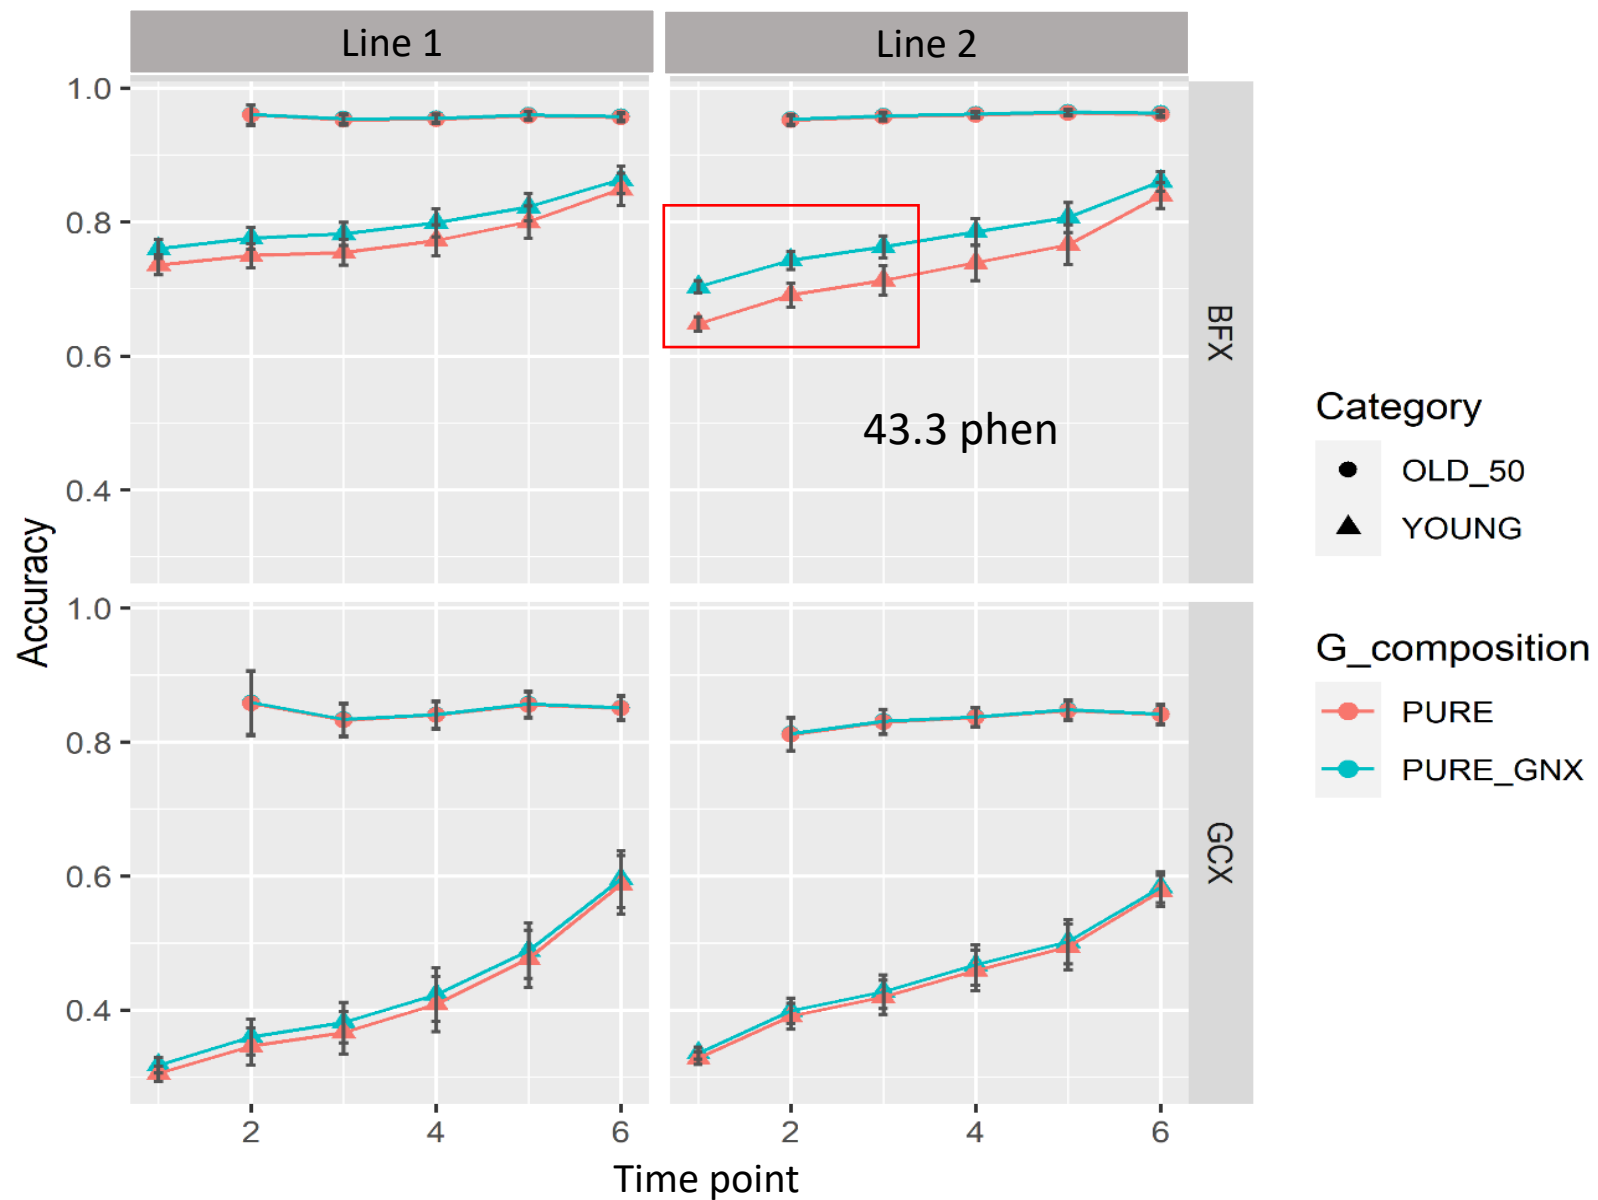 Line 1
Line 2
1.0
0.8
0.6
0.4
BFX
43.3 phen
Accuracy
1.0
0.8
0.6
0.4
GCX
2
4
6
2
4
6
Time point
Category
OLD_50
YOUNG
G_composition
PURE
PURE_GNX